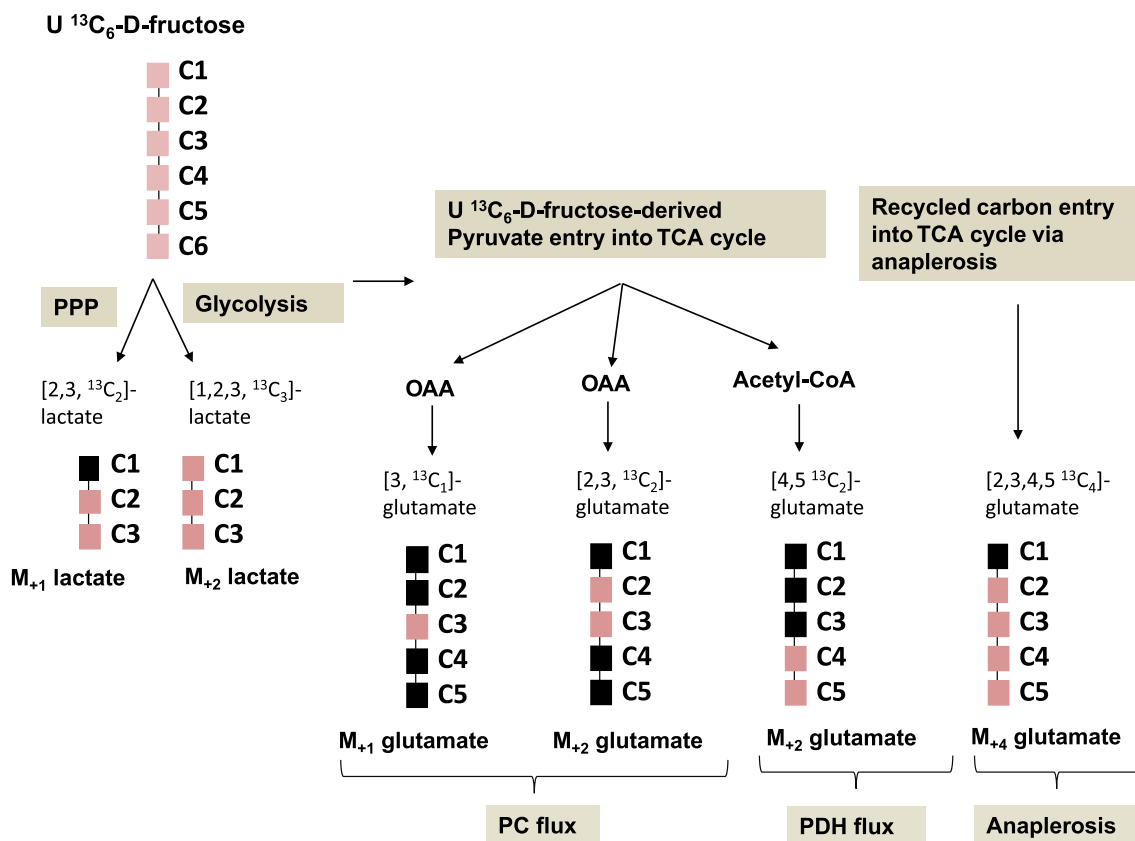 U ¹³C₆-D-fructose
C1
C2
C3
C4
C5
C6
PPP
Glycolysis
U ¹³C₆-D-fructose-derived
Pyruvate entry into TCA cycle
Recycled carbon entry
into TCA cycle via
anaplerosis
[2,3, ¹³C₂]-
lactate
[1,2,3, ¹³C₃]-
lactate
C1
C2
C3
C1
C2
C3
M₊₁ lactate
M₊₂ lactate
OAA
OAA
Acetyl-CoA
[3, ¹³C₁]-
glutamate
[2,3, ¹³C₂]-
glutamate
[4,5 ¹³C₂]-
glutamate
[2,3,4,5 ¹³C₄]-
glutamate
C1
C2
C3
C4
C5
C1
C2
C3
C4
C5
C1
C2
C3
C4
C5
C1
C2
C3
C4
C5
M₊₁ glutamate
M₊₂ glutamate
M₊₂ glutamate
M₊₄ glutamate
PC flux
PDH flux
Anaplerosis